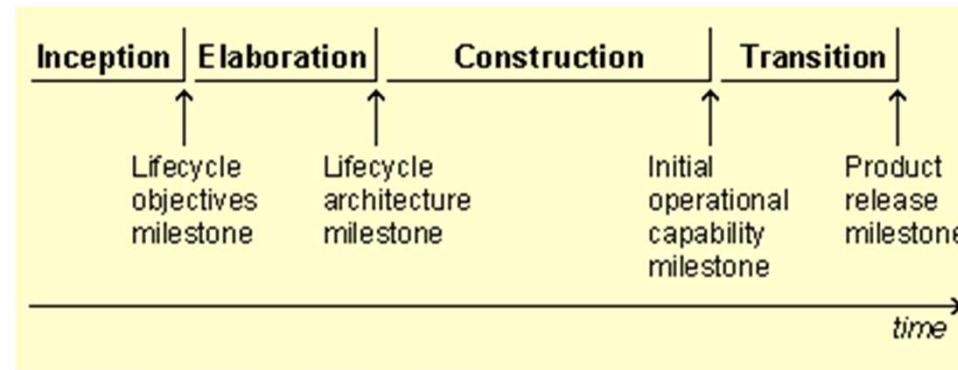 Inception Elaboration Construction Transition
Lifecycle
objectives
milestone
Lifecycle
architecture
milestone
Initial
operational
capability
milestone
Product
release
milestone
time